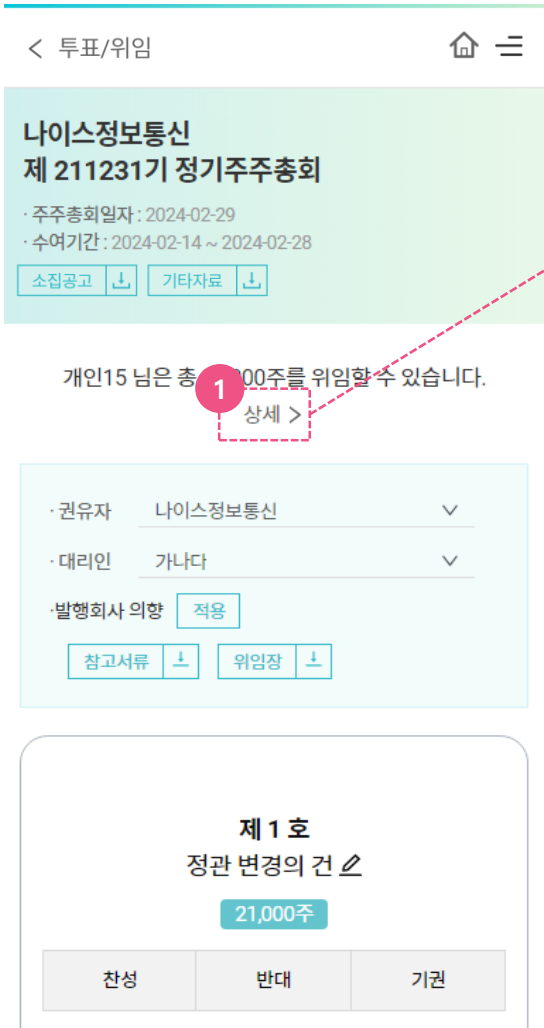 투표/위임
나이스정보통신
제 211231기 정기주주총회
· 주주총회일자 : 2024-02-29
· 수여기간 : 2024-02-14 ~ 2024-02-28
소집공고 기타자료
개인15 님은 총 000주를 위임할 수 있습니다.
1
상세 >
· 권유자 나이스정보통신
· 대리인 가나다
·발행회사 의향 적용
참고서류 위임장
제 1 호
정관 변경의 건
21,000주
찬성 반대 기권